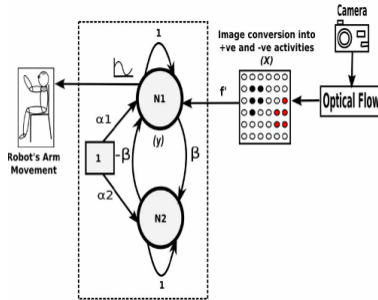 Camera
Image conversion into
+ve and -ve activities
(X)
Optical Flow
f'
1
N1
(y)
α1
1
-β
β
α2
N2
1
Robot's Arm
Movement